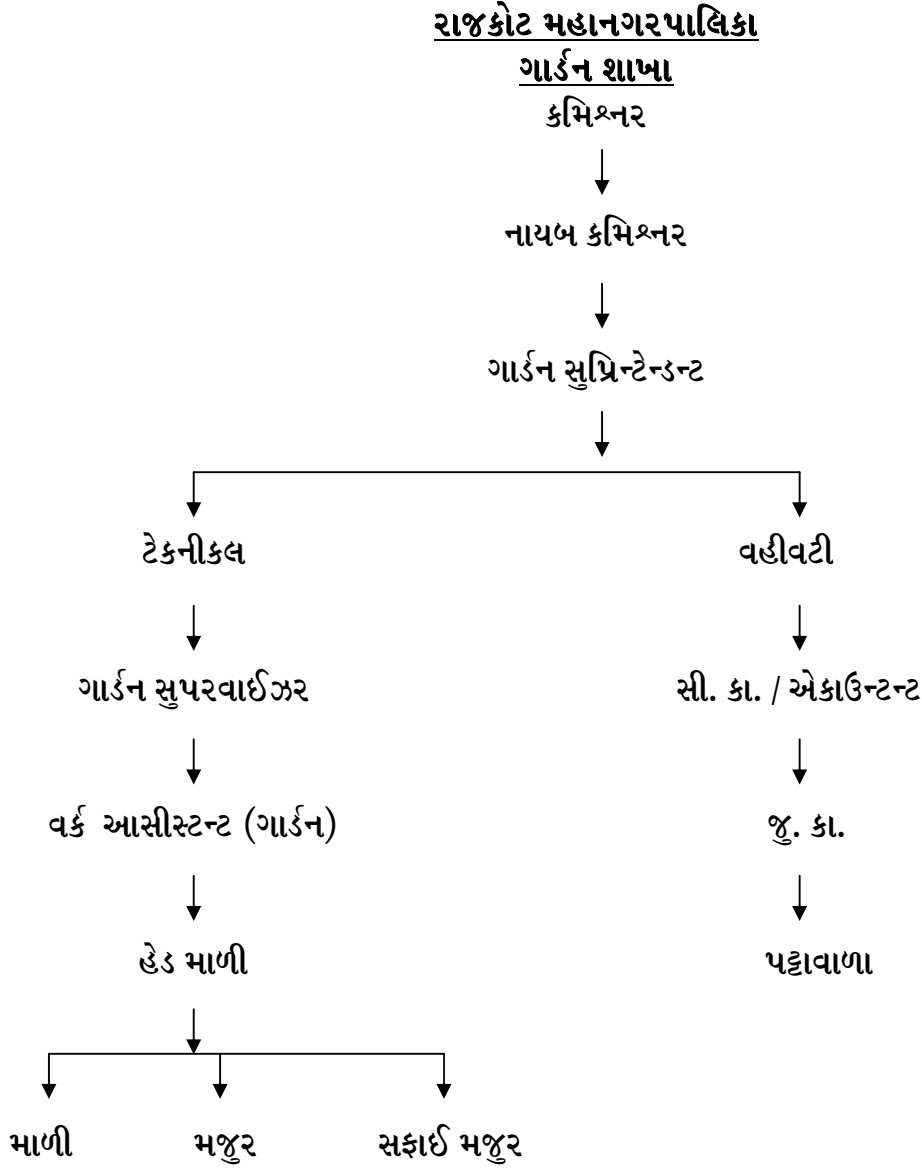 રાજકોટ મહાનગરપાલિકા
ગાર્ડન શાખા
કમિશ્નર
નાયબ કમિશ્નર
ગાર્ડન સુપ્રિન્ટેન્ડન્ટ
ટેકનીકલ વહીવટી
ગાર્ડન સુપરવાઈઝર સી. કા. / એકાઉન્ટન્ટ
વર્ક આસીસ્ટન્ટ (ગાર્ડન) જુ. કા.
હેડ માળી પટ્ટાવાળા
માળી મજુર સફાઈ મજુર